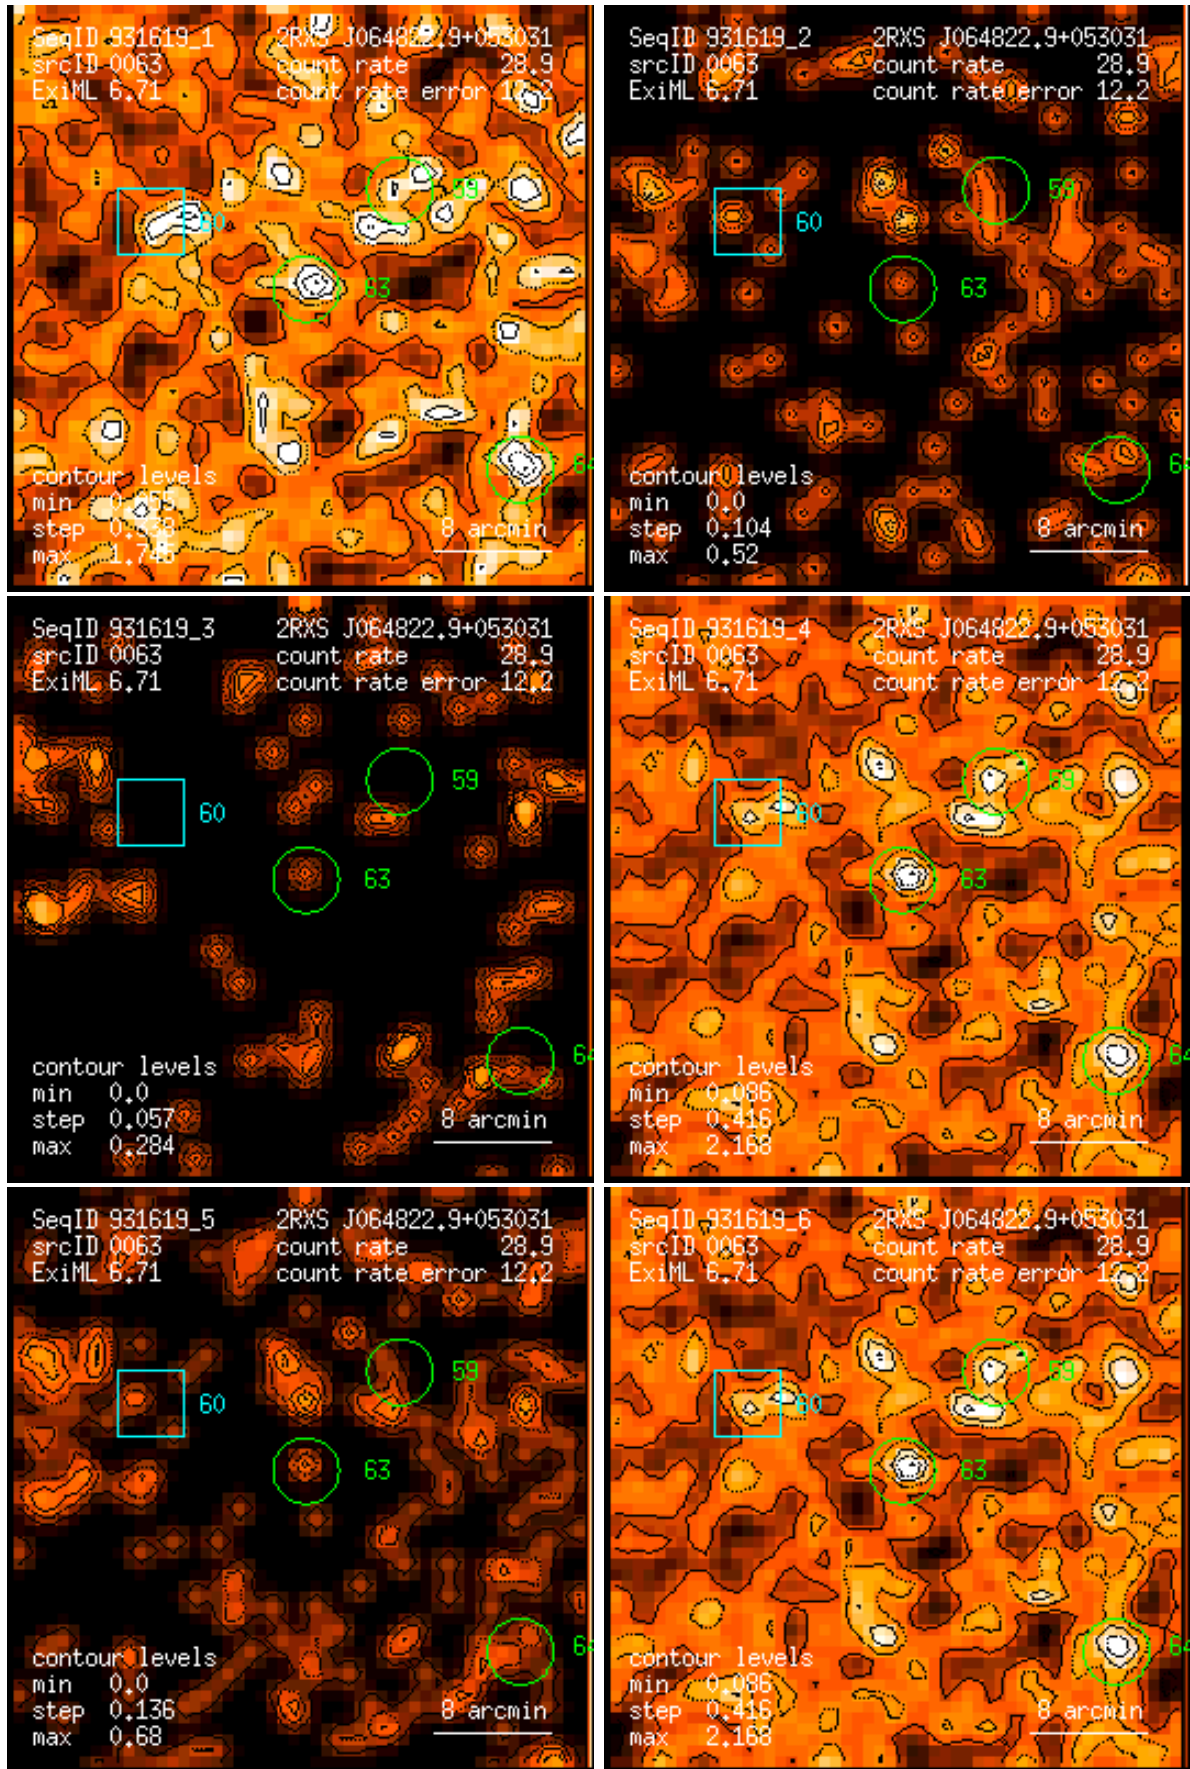 SeqID 931619_1 2RXS J064822.9+053031
srcID 0063 count rate 28.9
ExiML 6.71 count rate error 12.2
59
60
63
64
contour levels
min
step
max 1.745
8 arcmin
SeqID 931619_2 2RXS J064822.9+053031
srcID 0063 count rate 28.9
ExiML 6.71 count rate error 12.2
59
60
63
64
contour levels
min 0.0
step 0.104
max 0.52
8 arcmin
SeqID 931619_3 2RXS J064822.9+053031
srcID 0063 count rate 28.9
ExiML 6.71 count rate error 12.2
59
60
63
64
contour levels
min 0.0
step 0.057
max 0.284
8 arcmin
SeqID 931619_4 2RXS J064822.9+053031
srcID 0063 count rate 28.9
ExiML 6.71 count rate error 12.2
59
60
63
64
contour levels
min 0.086
step 0.416
max 2.168
8 arcmin
SeqID 931619_5 2RXS J064822.9+053031
srcID 0063 count rate 28.9
ExiML 6.71 count rate error 12.2
59
60
63
64
contour levels
min 0.0
step 0.136
max 0.68
8 arcmin
SeqID 931619_6 2RXS J064822.9+053031
srcID 0063 count rate 28.9
ExiML 6.71 count rate error 12.2
59
60
63
64
contour levels
min 0.086
step 0.416
max 2.168
8 arcmin